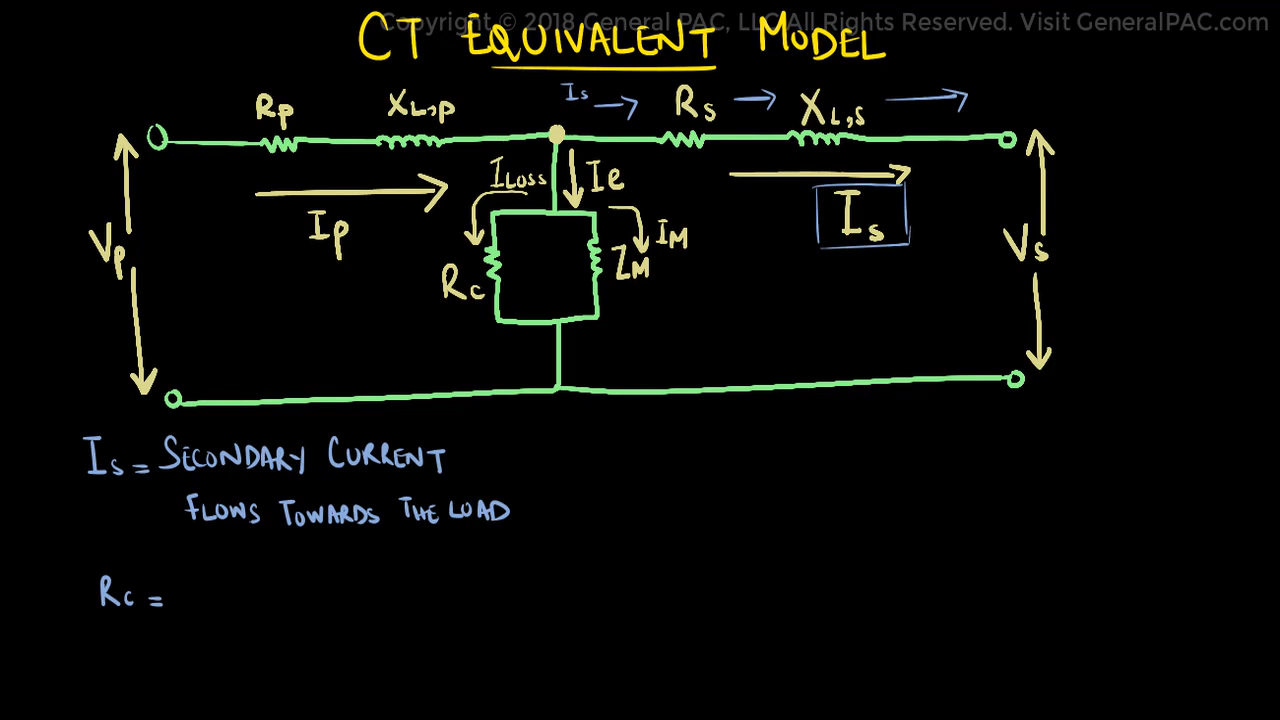 Copyright © 2018 General PAC, LLC All Rights Reserved. Visit GeneralPAC.com
CT EQUIVALENT MODEL
Rp XL,p Is Rs XL,s
ILOSS Ie
Ip Is
Vp Rc ZM IM Vs
Is = SECONDARY CURRENT
FLOWS TOWARDS THE LOAD
Rc =